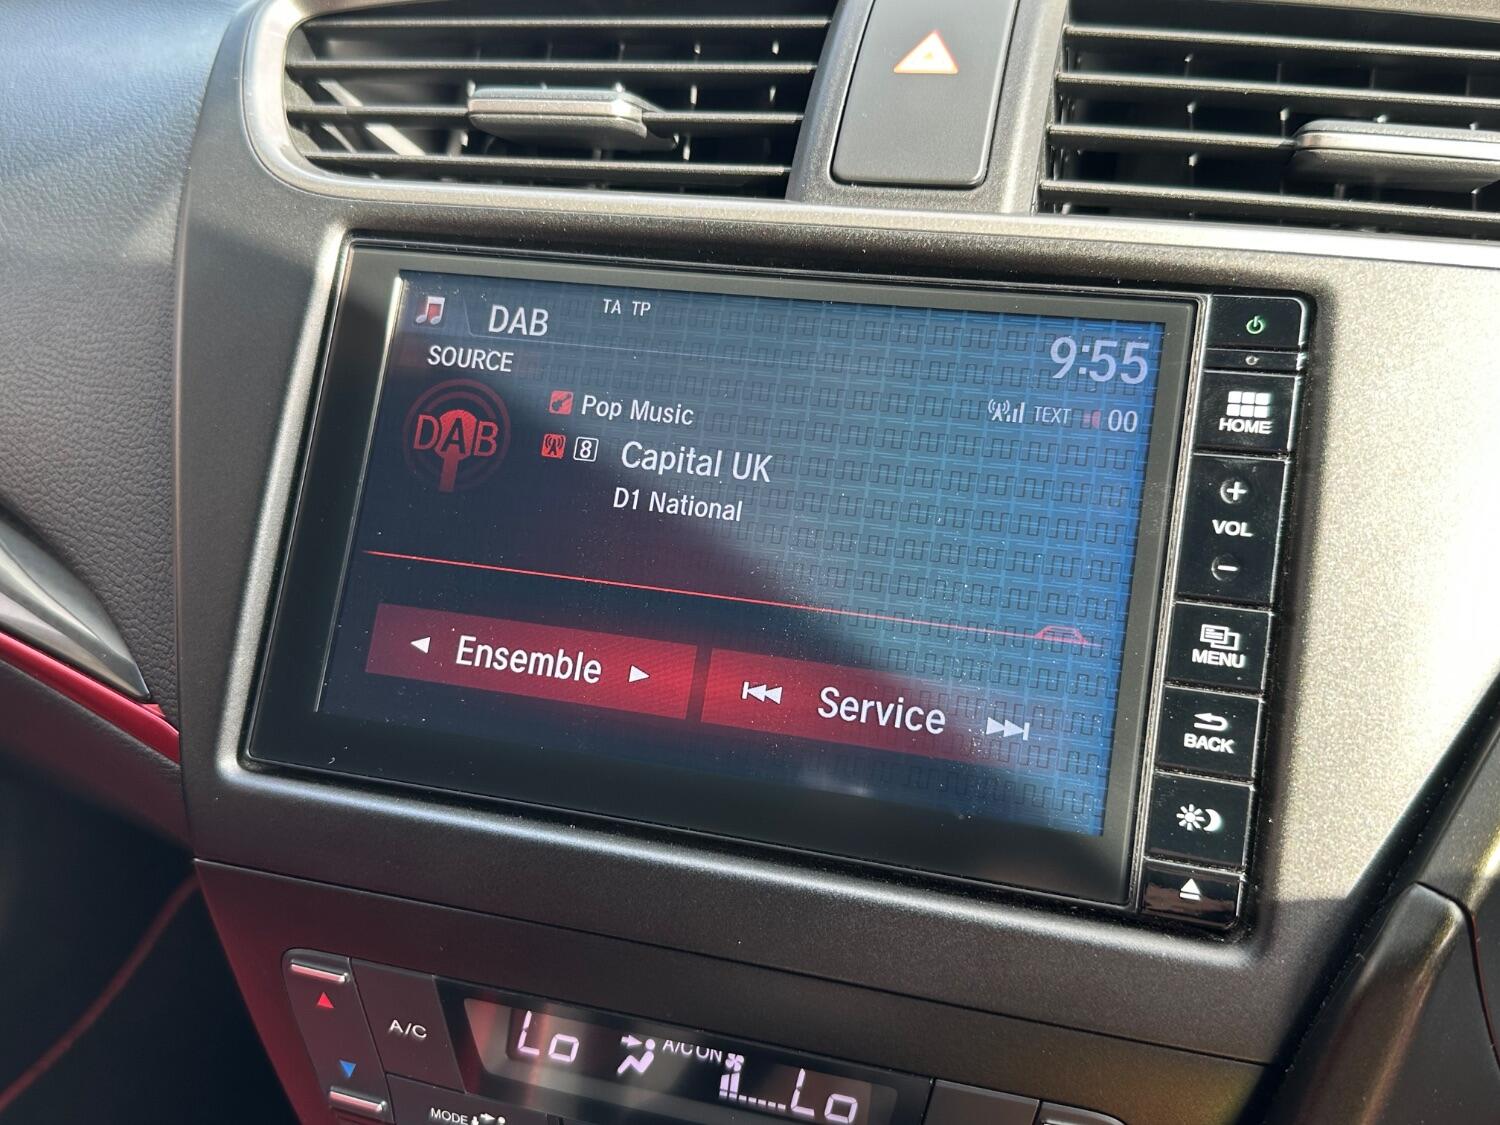 DAB
TA TP
9:55
SOURCE
DAB
Pop Music
TEXT 00
8 Capital UK
D1 National
Ensemble
Service
HOME
+
VOL
-
MENU
BACK
A/C
Lo
A/C ON
Lo
MODE